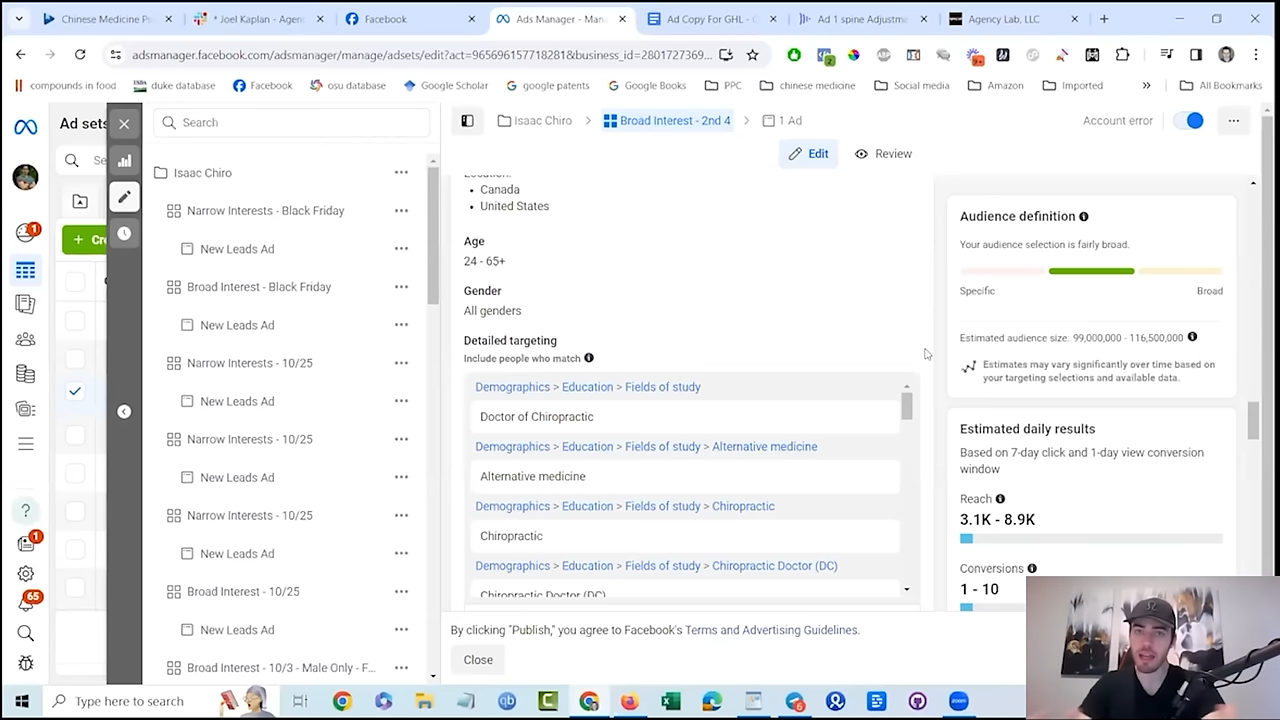 Chinese Medicine Ps
* Joel Kaplan - Agen
Facebook
Ads Manager - Man
Ad Copy For GHL - G
Ad 1 spine Adjustme
Agency Lab, LLC
adsmanager.facebook.com/adsmanager/manage/adsets/edit?act=965696157718281&business_id=2801727369...
compounds in food
duke database
Facebook
osu database
Google Scholar
google patents
Google Books
PPC
chinese medicine
Social media
Amazon
Imported
All Bookmarks
Ad sets
Search
Isaac Chiro
Broad Interest - 2nd 4
1 Ad
Account error
Edit
Review
Se
Cre
Isaac Chiro
Narrow Interests - Black Friday
New Leads Ad
Broad Interest - Black Friday
New Leads Ad
Narrow Interests - 10/25
New Leads Ad
Narrow Interests - 10/25
New Leads Ad
Narrow Interests - 10/25
New Leads Ad
Broad Interest - 10/25
New Leads Ad
Broad Interest - 10/3 - Male Only - F...
Location:
Canada
United States
Age
24 - 65+
Gender
All genders
Detailed targeting
Include people who match
Demographics > Education > Fields of study
Doctor of Chiropractic
Demographics > Education > Fields of study > Alternative medicine
Alternative medicine
Demographics > Education > Fields of study > Chiropractic
Chiropractic
Demographics > Education > Fields of study > Chiropractic Doctor (DC)
Chiropractic Doctor (DC)
By clicking "Publish," you agree to Facebook's Terms and Advertising Guidelines.
Close
Audience definition
Your audience selection is fairly broad.
Specific
Broad
Estimated audience size: 99,000,000 - 116,500,000
Estimates may vary significantly over time based on
your targeting selections and available data.
Estimated daily results
Based on 7-day click and 1-day view conversion
window
Reach
3.1K - 8.9K
Conversions
1 - 10
1
1
65
Type here to search